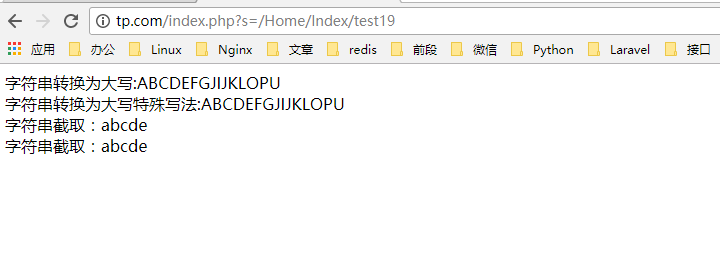 tp.com/index.php?s=/Home/Index/test19
应用 办公 Linux Nginx 文章 redis 前段 微信 Python Laravel 接口
字符串转换为大写:ABCDEFGJIJKLOPU
字符串转换为大写特殊写法:ABCDEFGJIJKLOPU
字符串截取：abcde
字符串截取：abcde